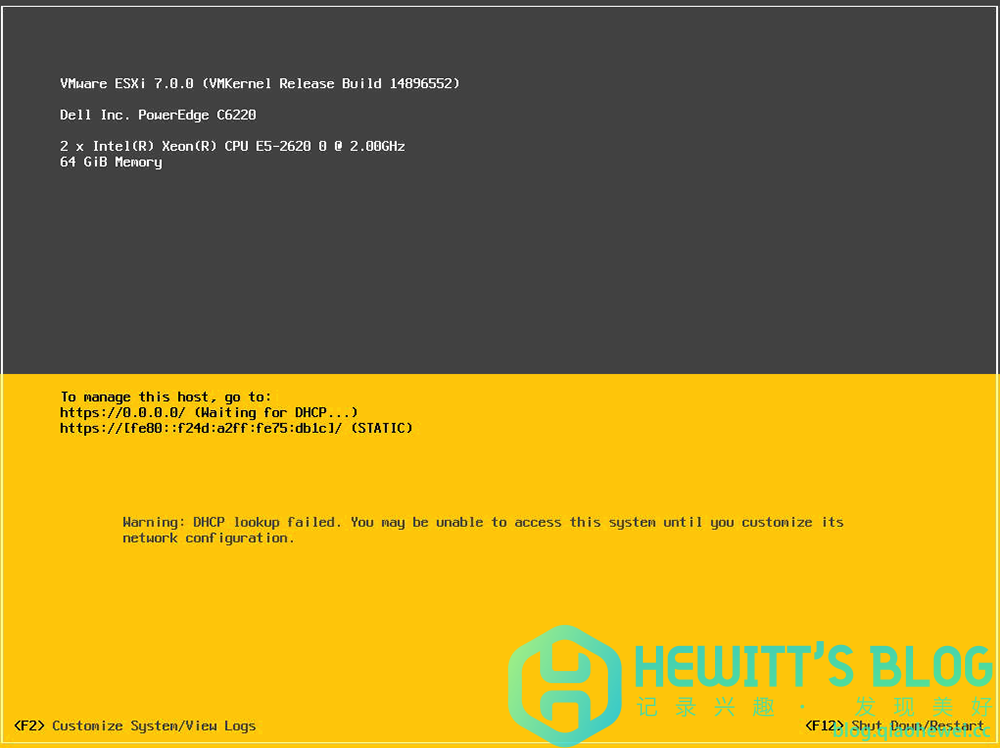 VMware ESXi 7.0.0 (VMKernel Release Build 14896552)
Dell Inc. PowerEdge C6220
2 x Intel(R) Xeon(R) CPU E5-2620 0 @ 2.00GHz
64 GiB Memory
To manage this host, go to:
https://0.0.0.0/ (Waiting for DHCP...)
https://[fe80::f24d:a2ff:fe75:db1c]/ (STATIC)
Warning: DHCP lookup failed. You may be unable to access this system until you customize its
network configuration.
HEWITT'S BLOG
记录兴趣 · 发现美好
<F2> Customize System/View Logs
<F12> Shut Down/Restart
blog.qiaohewei.cc